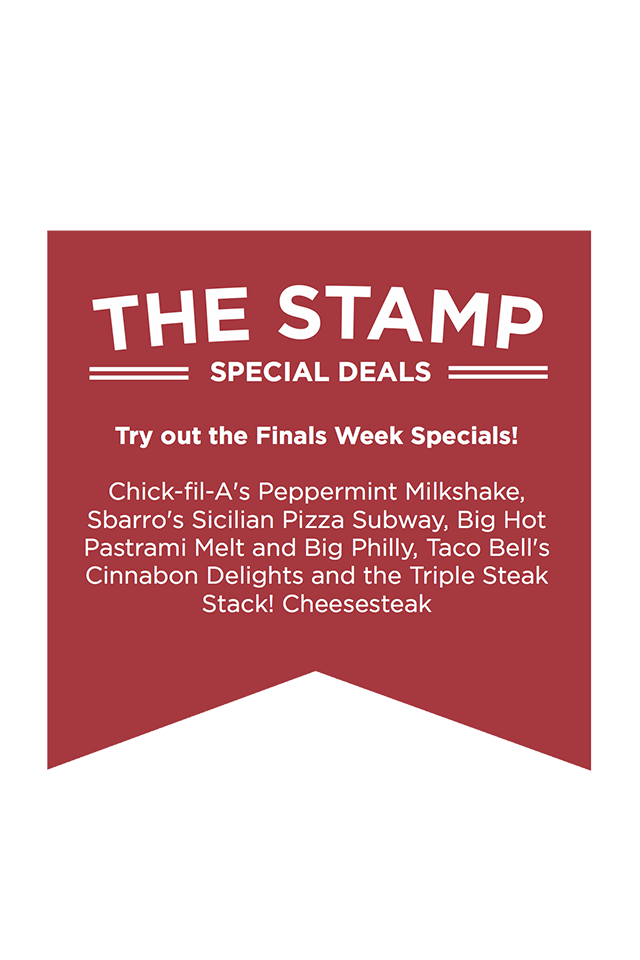 THE STAMP
SPECIAL DEALS
Try out the Finals Week Specials!
Chick-fil-A's Peppermint Milkshake,
Sbarro's Sicilian Pizza Subway, Big Hot
Pastrami Melt and Big Philly, Taco Bell's
Cinnabon Delights and the Triple Steak
Stack! Cheesesteak